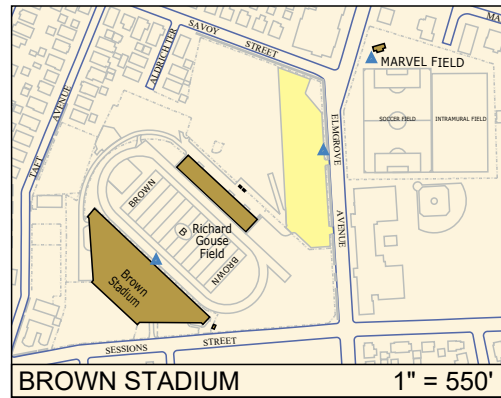 SAVOY
STREET
MA
ALDRICH TER
MARVEL FIELD
TAFT
AVENUE
ELMGROVE
AVENUE
SOCCER FIELD
INTRAMURAL FIELD
BROWN
B
Richard
Gouse
Field
BROWN
Brown
Stadium
SESSIONS
STREET
BROWN STADIUM
1" = 550'